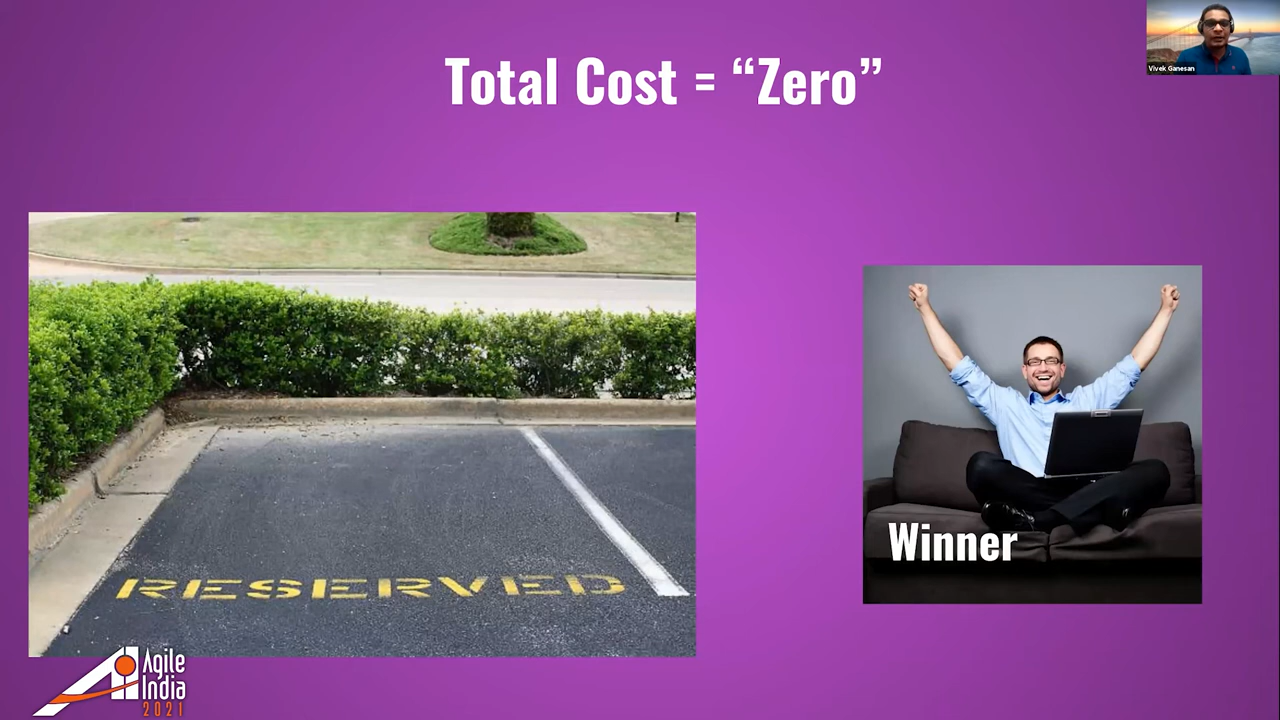 Total Cost = “Zero”
Vivek Ganesan
RESERVED
Winner
Agile
India
2021